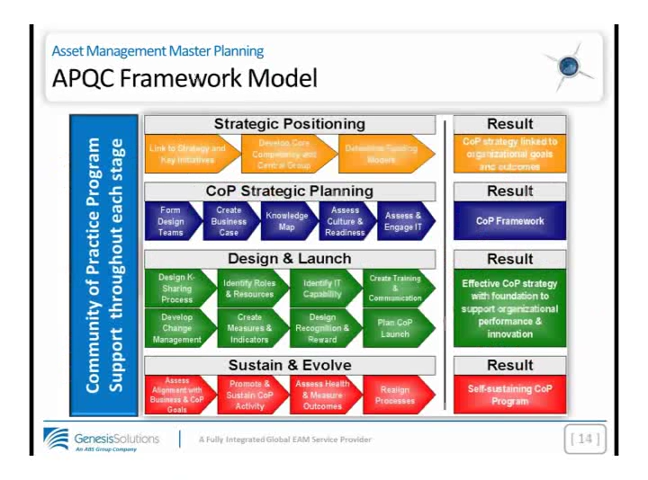 Asset Management Master Planning
APQC Framework Model
Community of Practice Program
Support throughout each stage
Strategic Positioning
Result
Link to Strategy and
Key Initiatives
Develop Core
Competency and
Central Group
Determine Funding
Models
CoP strategy linked to
organizational goals
and outcomes
CoP Strategic Planning
Result
Form
Design
Teams
Create
Business
Case
Knowledge
Map
Assess
Culture &
Readiness
Assess &
Engage IT
CoP Framework
Design & Launch
Result
Design K-
Sharing
Process
Identify Roles
& Resources
Identify IT
Capability
Create Training
&
Communication
Develop
Change
Management
Create
Measures &
Indicators
Design
Recognition &
Reward
Plan CoP
Launch
Effective CoP strategy
with foundation to
support organizational
performance &
innovation
Sustain & Evolve
Result
Assess
Alignment with
Business & CoP
Goals
Promote &
Sustain CoP
Activity
Assess Health
& Measure
Outcomes
Realign
Processes
Self-sustaining CoP
Program
GenesisSolutions
An ABS Group Company
A Fully Integrated Global EAM Service Provider
[ 14 ]